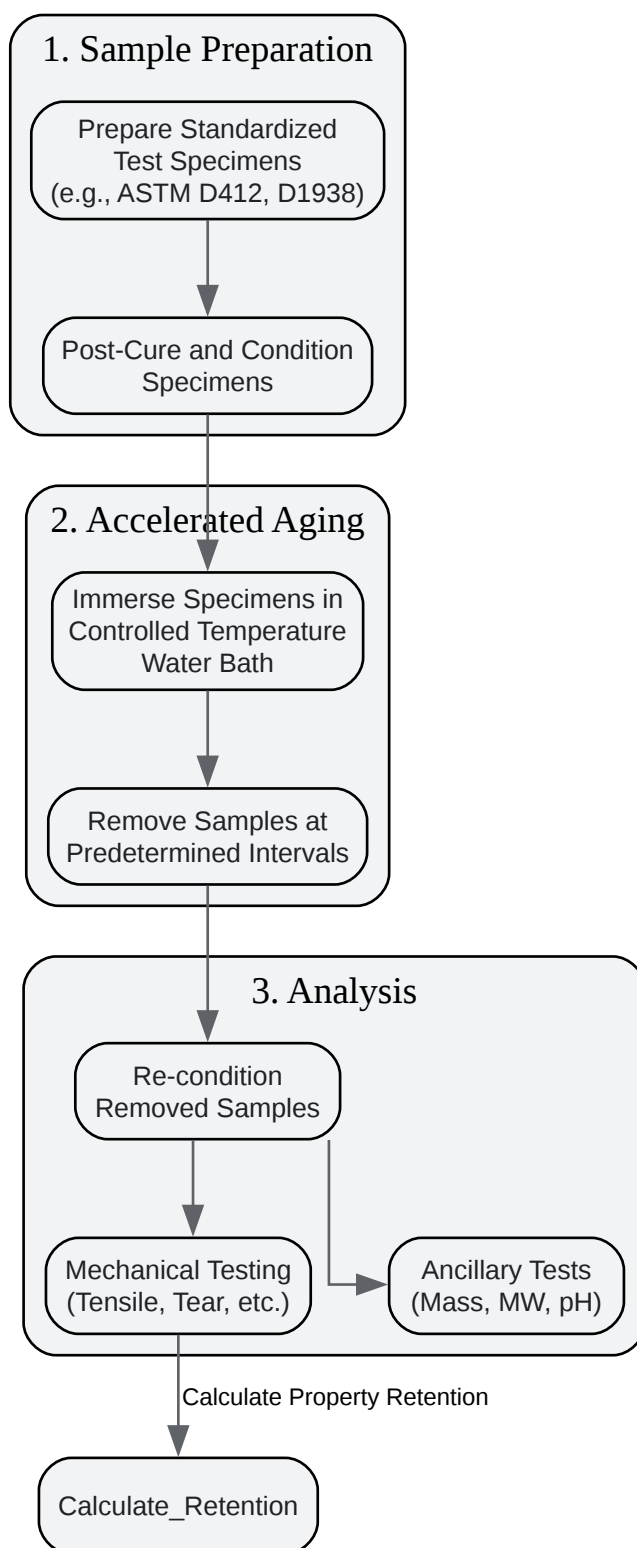 1. Sample Preparation
Prepare Standardized
Test Specimens
(e.g., ASTM D412, D1938)
Post-Cure and Condition
Specimens
2. Accelerated Aging
Immerse Specimens in
Controlled Temperature
Water Bath
Remove Samples at
Predetermined Intervals
3. Analysis
Re-condition
Removed Samples
Mechanical Testing
(Tensile, Tear, etc.)
Ancillary Tests
(Mass, MW, pH)
Calculate Property Retention
Calculate_Retention